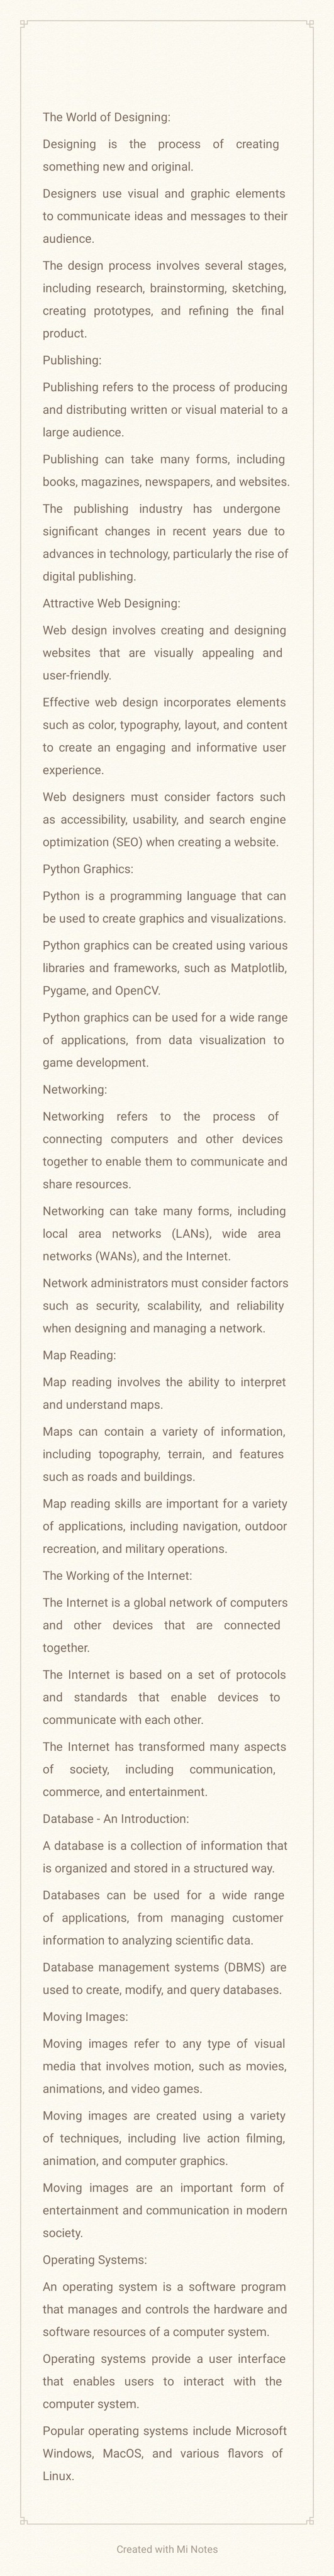 The World of Designing:
Designing is the process of creating
something new and original.
Designers use visual and graphic elements
to communicate ideas and messages to their
audience.
The design process involves several stages,
including research, brainstorming, sketching,
creating prototypes, and refining the final
product.
Publishing:
Publishing refers to the process of producing
and distributing written or visual material to a
large audience.
Publishing can take many forms, including
books, magazines, newspapers, and websites.
The publishing industry has undergone
significant changes in recent years due to
advances in technology, particularly the rise of
digital publishing.
Attractive Web Designing:
Web design involves creating and designing
websites that are visually appealing and
user-friendly.
Effective web design incorporates elements
such as color, typography, layout, and content
to create an engaging and informative user
experience.
Web designers must consider factors such
as accessibility, usability, and search engine
optimization (SEO) when creating a website.
Python Graphics:
Python is a programming language that can
be used to create graphics and visualizations.
Python graphics can be created using various
libraries and frameworks, such as Matplotlib,
Pygame, and OpenCV.
Python graphics can be used for a wide range
of applications, from data visualization to
game development.
Networking:
Networking refers to the process of
connecting computers and other devices
together to enable them to communicate and
share resources.
Networking can take many forms, including
local area networks (LANs), wide area
networks (WANs), and the Internet.
Network administrators must consider factors
such as security, scalability, and reliability
when designing and managing a network.
Map Reading:
Map reading involves the ability to interpret
and understand maps.
Maps can contain a variety of information,
including topography, terrain, and features
such as roads and buildings.
Map reading skills are important for a variety
of applications, including navigation, outdoor
recreation, and military operations.
The Working of the Internet:
The Internet is a global network of computers
and other devices that are connected
together.
The Internet is based on a set of protocols
and standards that enable devices to
communicate with each other.
The Internet has transformed many aspects
of society, including communication,
commerce, and entertainment.
Database - An Introduction:
A database is a collection of information that
is organized and stored in a structured way.
Databases can be used for a wide range
of applications, from managing customer
information to analyzing scientific data.
Database management systems (DBMS) are
used to create, modify, and query databases.
Moving Images:
Moving images refer to any type of visual
media that involves motion, such as movies,
animations, and video games.
Moving images are created using a variety
of techniques, including live action filming,
animation, and computer graphics.
Moving images are an important form of
entertainment and communication in modern
society.
Operating Systems:
An operating system is a software program
that manages and controls the hardware and
software resources of a computer system.
Operating systems provide a user interface
that enables users to interact with the
computer system.
Popular operating systems include Microsoft
Windows, MacOS, and various flavors of
Linux.
Created with Mi Notes